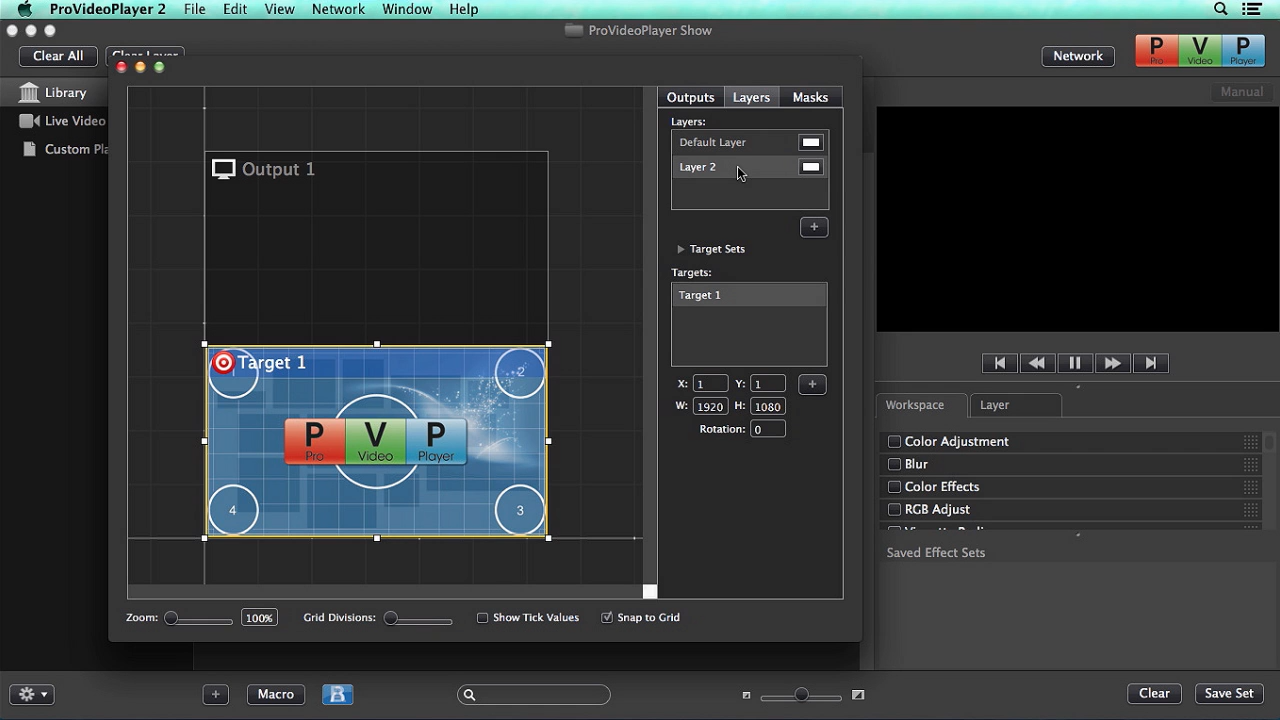 ProVideoPlayer 2 File Edit View Network Window Help
ProVideoPlayer Show
Clear All Clear Layer Network
P Pro V Video P Player
Library
Live Video
Custom Pla
Manual
Outputs Layers Masks
Layers:
Default Layer
Layer 2
Target Sets
Targets:
Target 1
X: 1 Y: 1
W: 1920 H: 1080
Rotation: 0
Output 1
Target 1
2
P Pro V Video P Player
4 3
Zoom: 100% Grid Divisions: Show Tick Values Snap to Grid
Workspace Layer
Color Adjustment
Blur
Color Effects
RGB Adjust
Saved Effect Sets
Macro
Clear Save Set